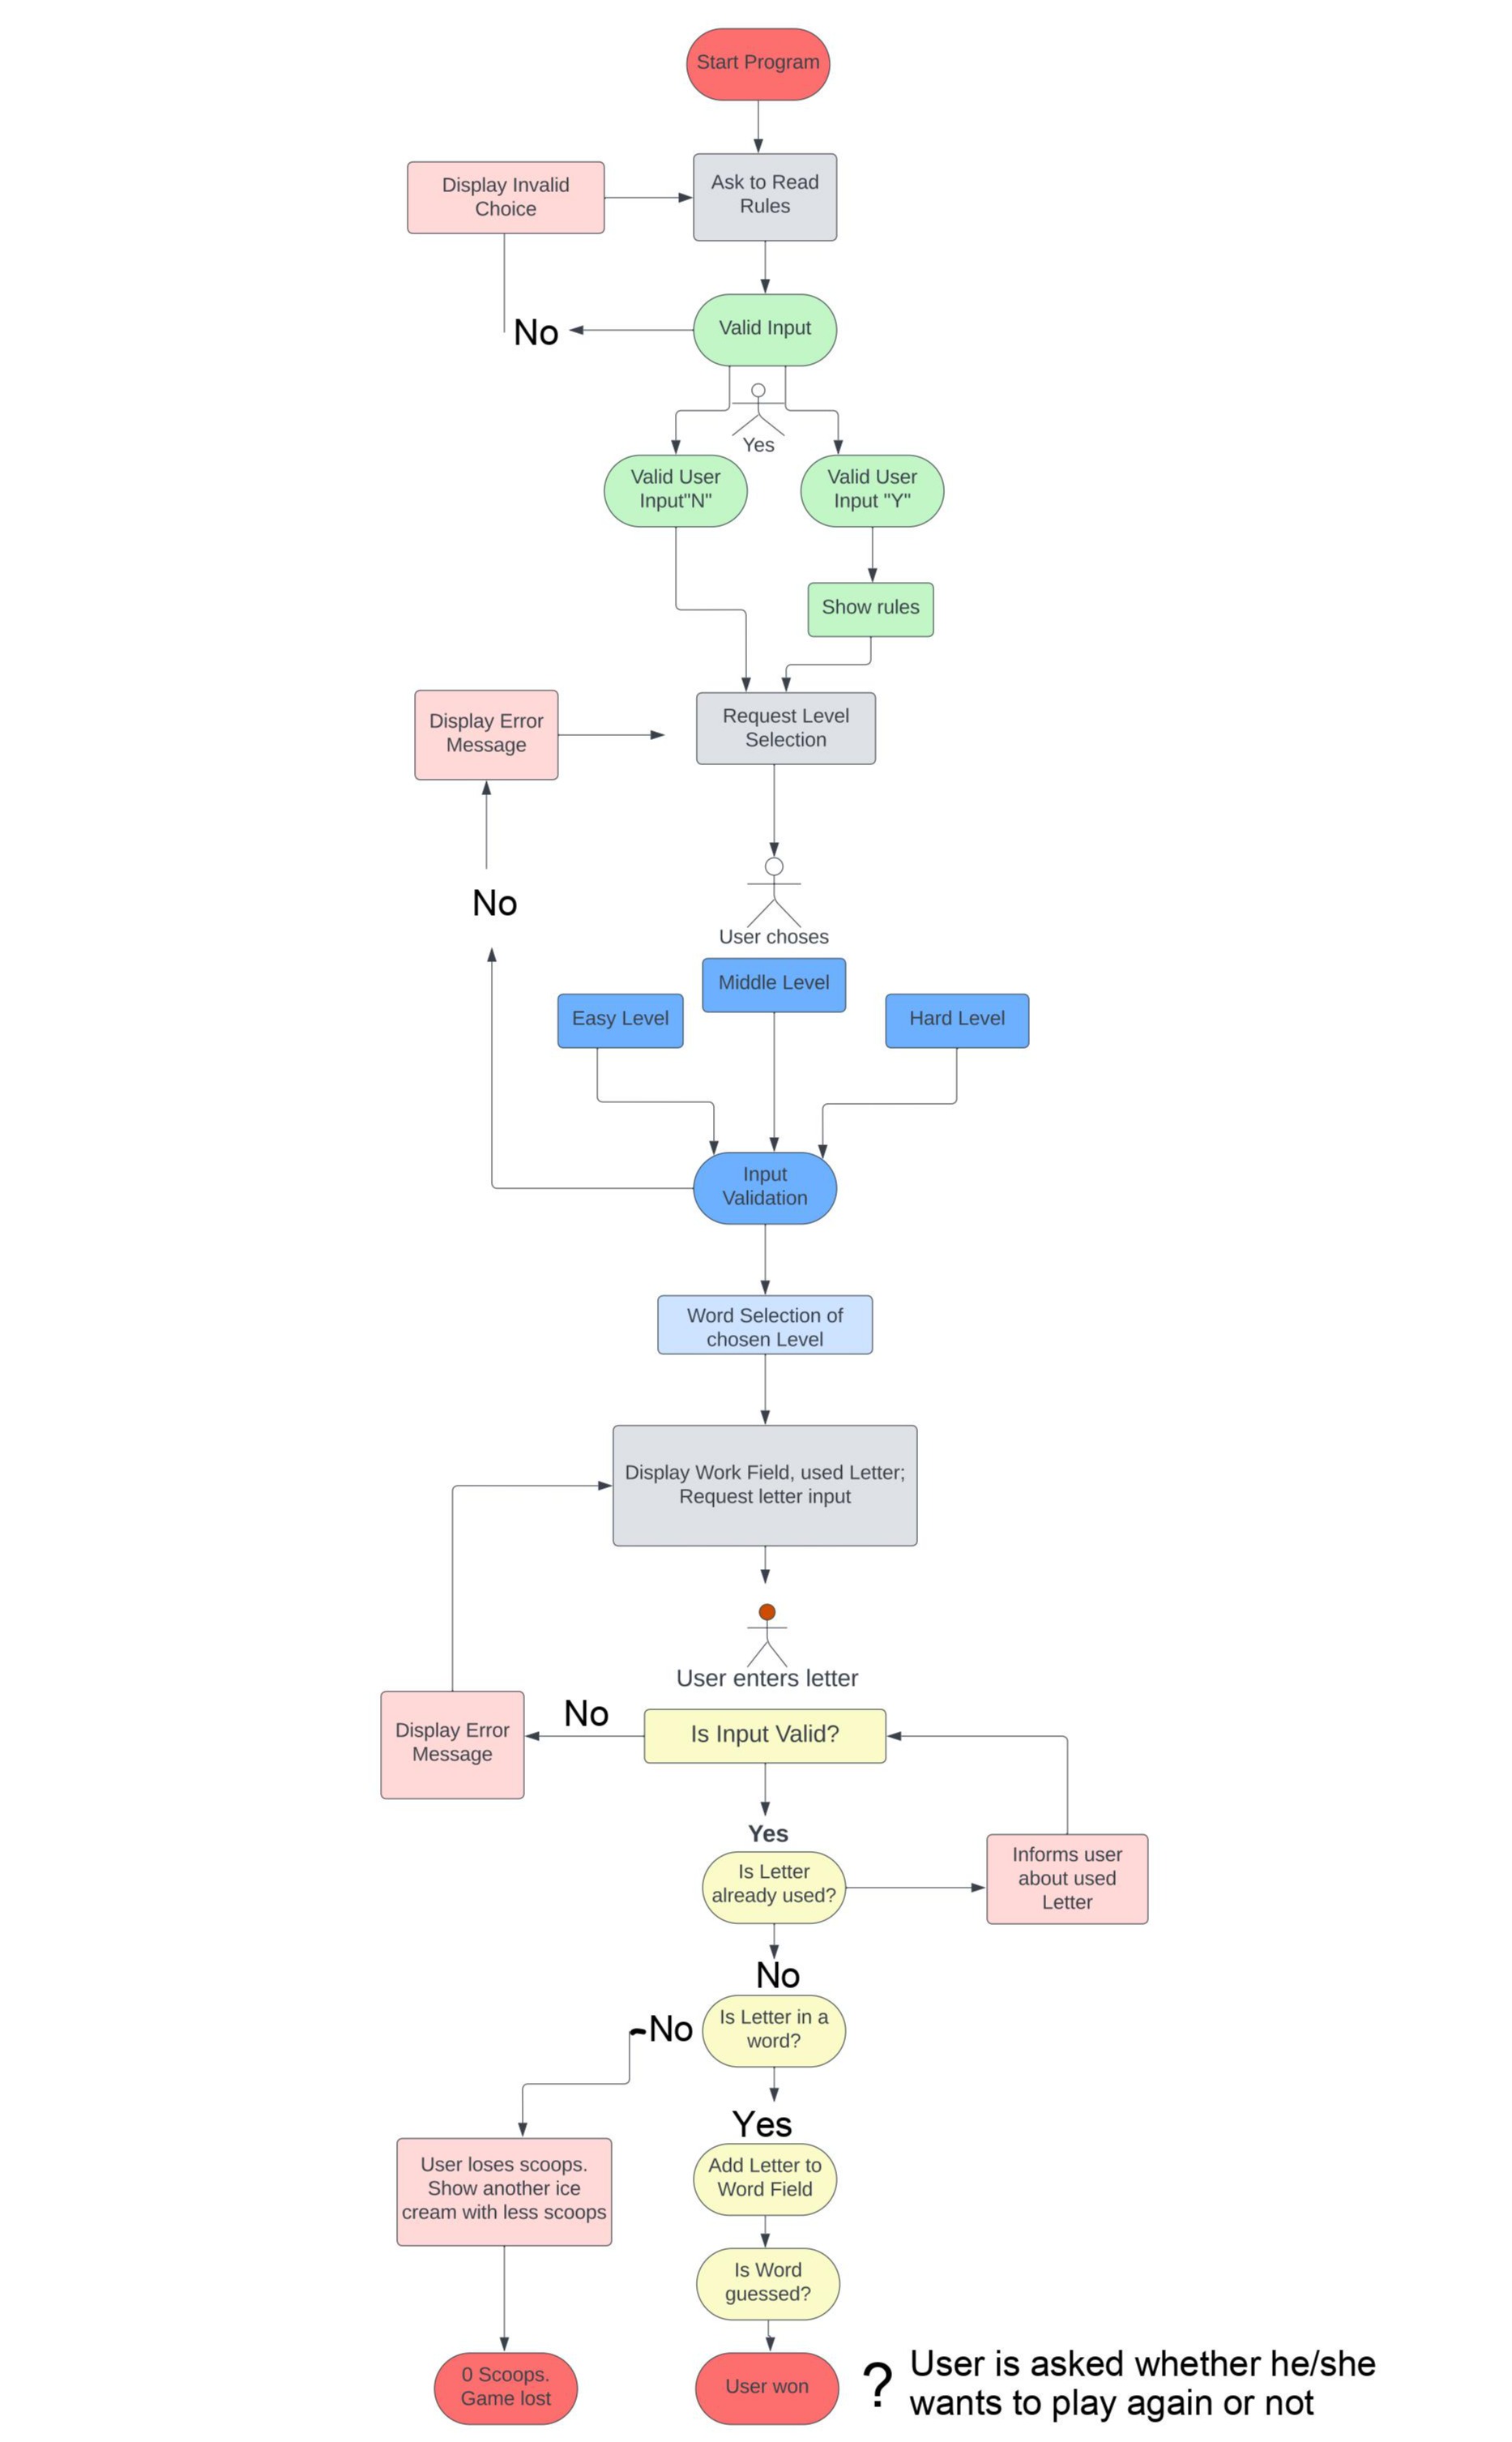 Start Program
Display Invalid
Choice
Ask to Read
Rules
Valid Input
No
Yes
Valid User
Input"N"
Valid User
Input "Y"
Show rules
Display Error
Message
Request Level
Selection
No
User choses
Middle Level
Easy Level
Hard Level
Input
Validation
Word Selection of
chosen Level
Display Work Field, used Letter;
Request letter input
User enters letter
No
Display Error
Message
Is Input Valid?
Yes
Is Letter
already used?
Informs user
about used
Letter
No
No
Is Letter in a
word?
Yes
User loses scoops.
Show another ice
cream with less scoops
Add Letter to
Word Field
Is Word
guessed?
0 Scoops.
Game lost
User won
? User is asked whether he/she
wants to play again or not